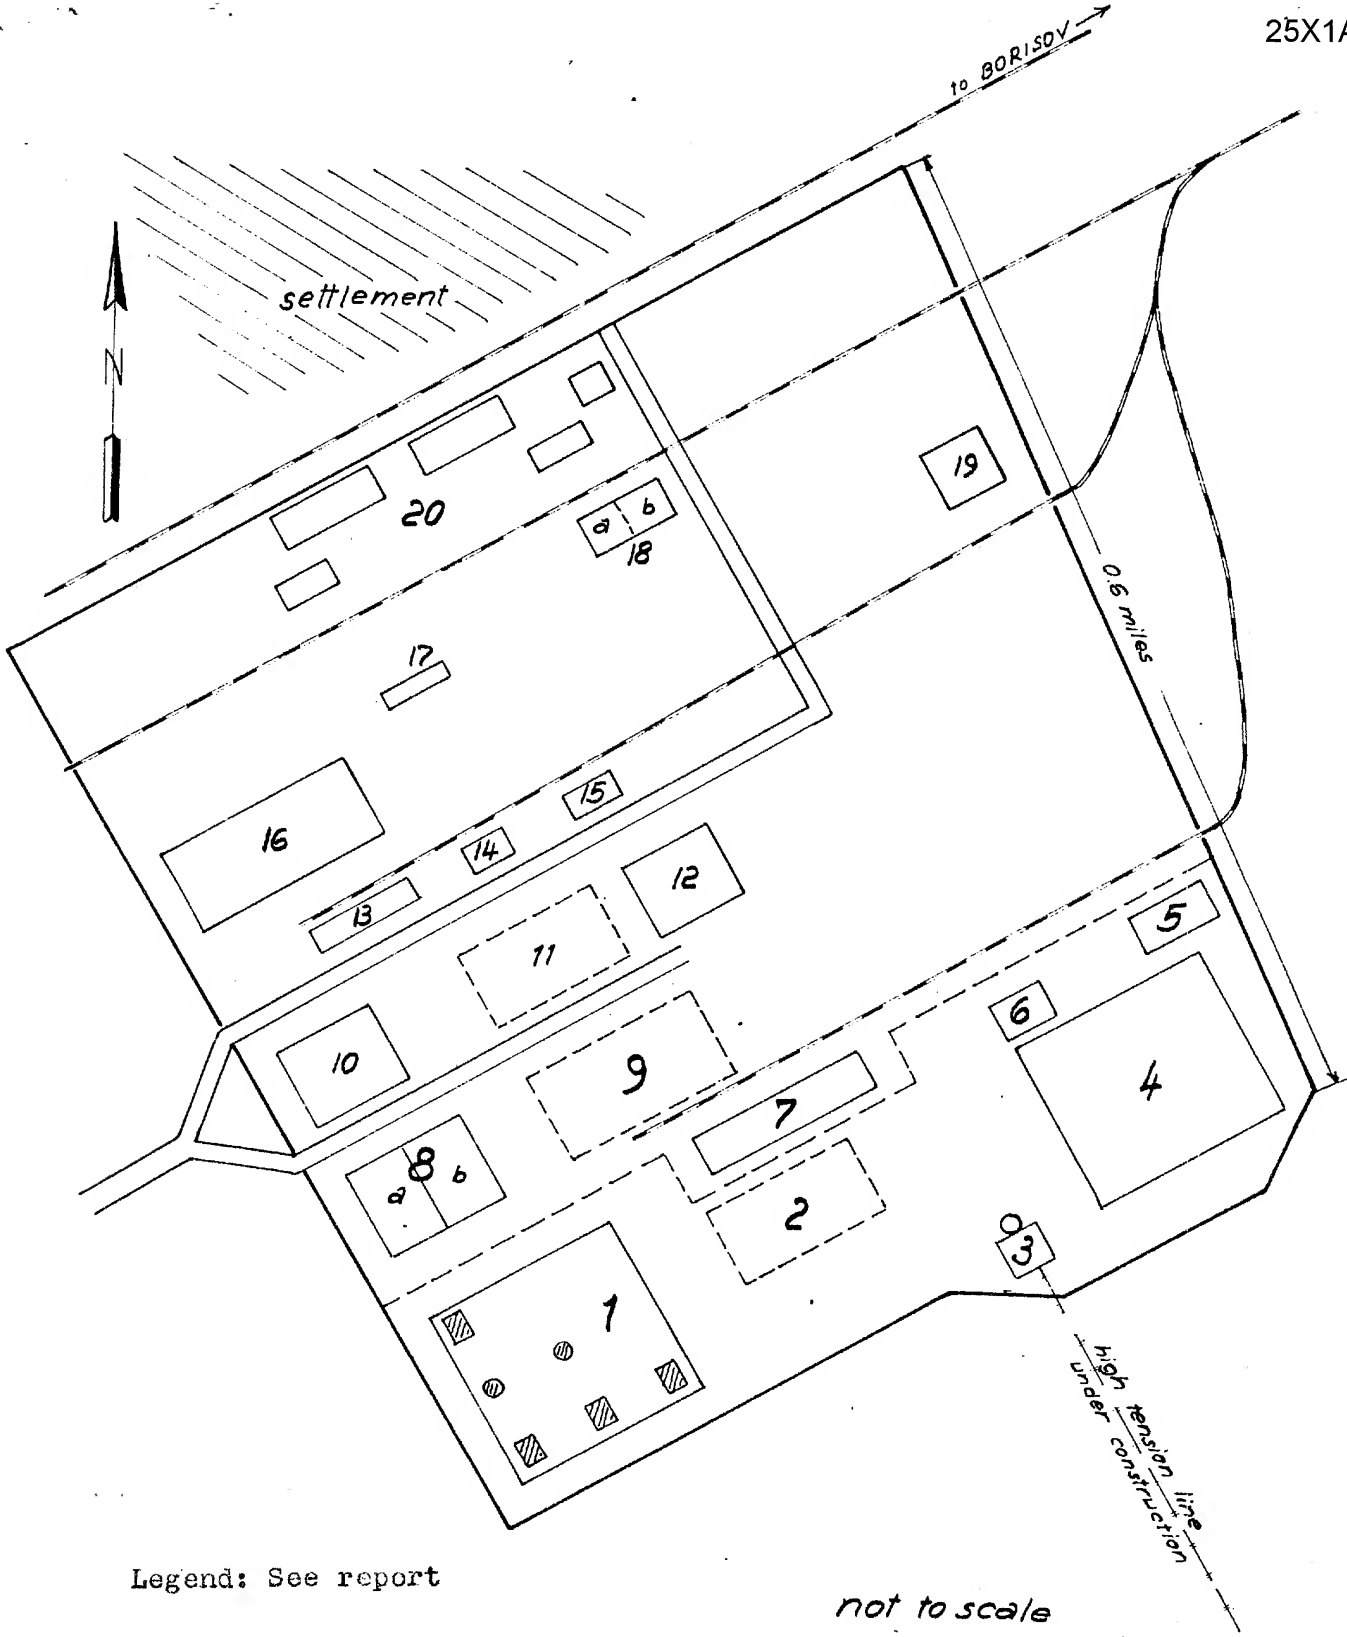 25X1A
to BORISOV
settlement
N
20
a
b
18
19
0.6 miles
17
16
15
14
13
12
11
10
9
8
a
b
7
6
5
4
3
2
1
high tension line
under construction
Legend: See report
not to scale